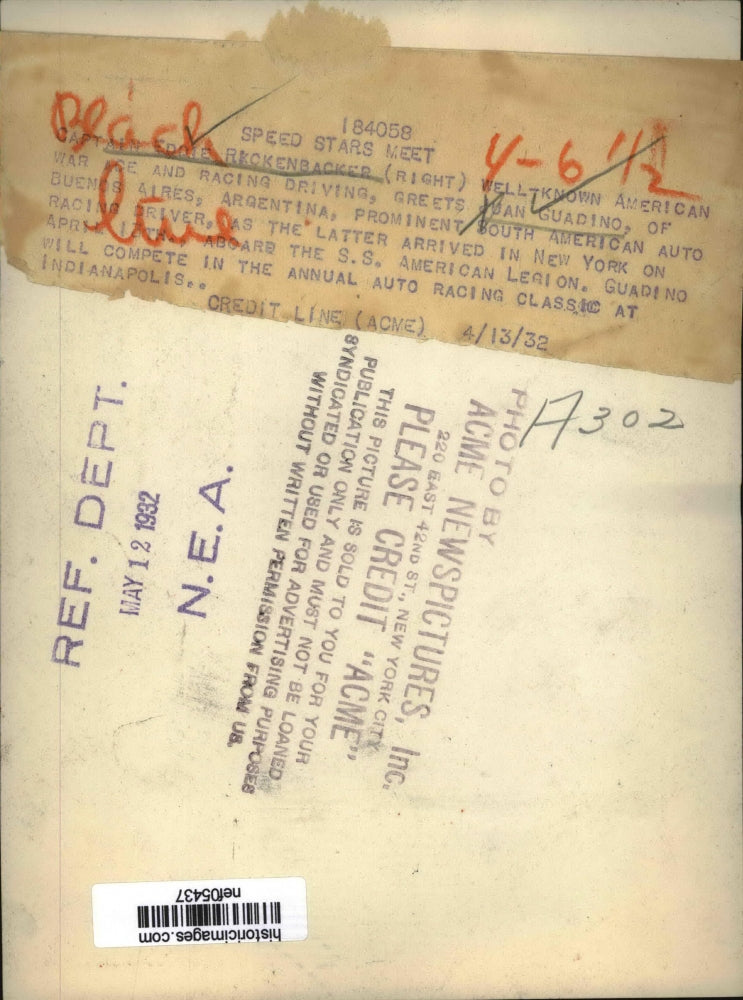 184058
SPEED STARS MEET
CAPTAIN EDDIE RECKENBACKER (RIGHT) WELL-KNOWN AMERICAN
WAR ACE AND RACING DRIVING, GREETS JUAN GUADINO, OF
BUENOS AIRES, ARGENTINA, PROMINENT SOUTH AMERICAN AUTO
RACING DRIVER, AS THE LATTER ARRIVED IN NEW YORK ON
APRIL ABOARD THE S.S. AMERICAN LEGION. GUADINO
WILL COMPETE IN THE ANNUAL AUTO RACING CLASSIC AT
INDIANAPOLIS..
CREDIT LINE (ACME) 4/13/32
Black
line
4-6 1/2
A302
REF. DEPT.
MAY 12 1932
N.E.A.
PHOTO BY
ACME NEWSPICTURES, Inc.
220 EAST 42ND ST., NEW YORK CITY
PLEASE CREDIT "ACME"
THIS PICTURE IS SOLD TO YOU FOR YOUR
PUBLICATION ONLY AND MUST NOT BE LOANED
SYNDICATED OR USED FOR ADVERTISING PURPOSES
WITHOUT WRITTEN PERMISSION FROM US.
historicimages.com
nef05437